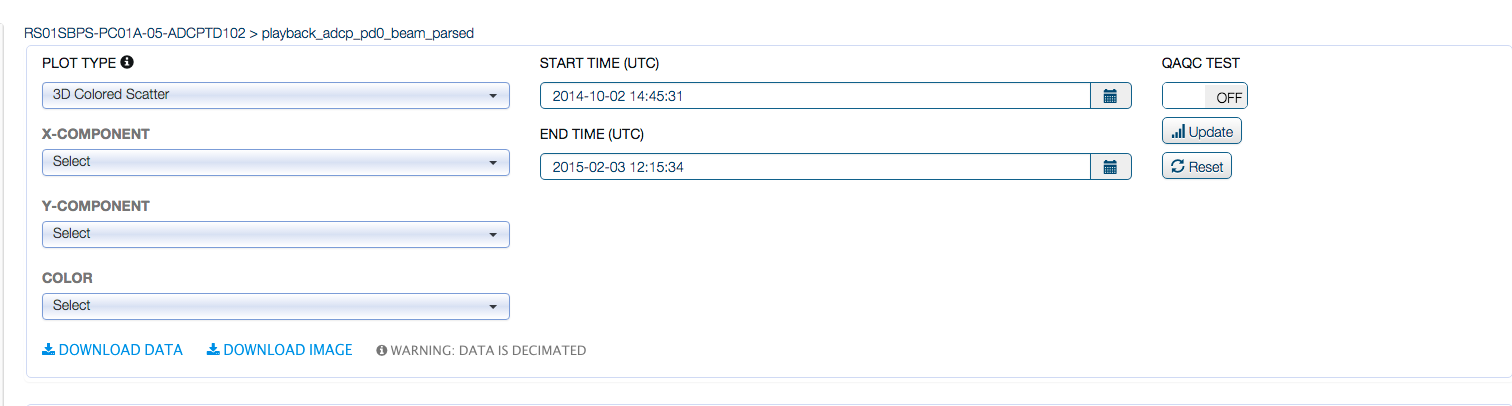 RS01SBPS-PC01A-05-ADCPTD102 > playback_adcp_pd0_beam_parsed
PLOT TYPE
3D Colored Scatter
X-COMPONENT
Select
Y-COMPONENT
Select
COLOR
Select
START TIME (UTC)
2014-10-02 14:45:31
END TIME (UTC)
2015-02-03 12:15:34
QAQC TEST
OFF
Update
Reset
DOWNLOAD DATA DOWNLOAD IMAGE WARNING: DATA IS DECIMATED